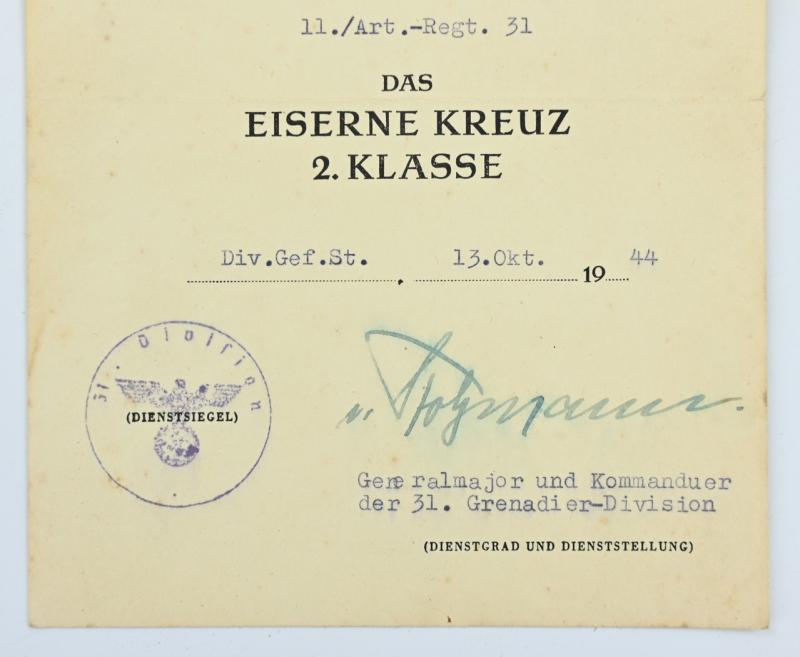 11./Art.-Regt. 31
DAS
EISERNE KREUZ
2. KLASSE
Div.Gef.St. , 13.Okt. 19 44
31. Division
(DIENSTSIEGEL)
v. Stolzmann.
Generalmajor und Kommanduer
der 31. Grenadier-Division
(DIENSTGRAD UND DIENSTSTELLUNG)